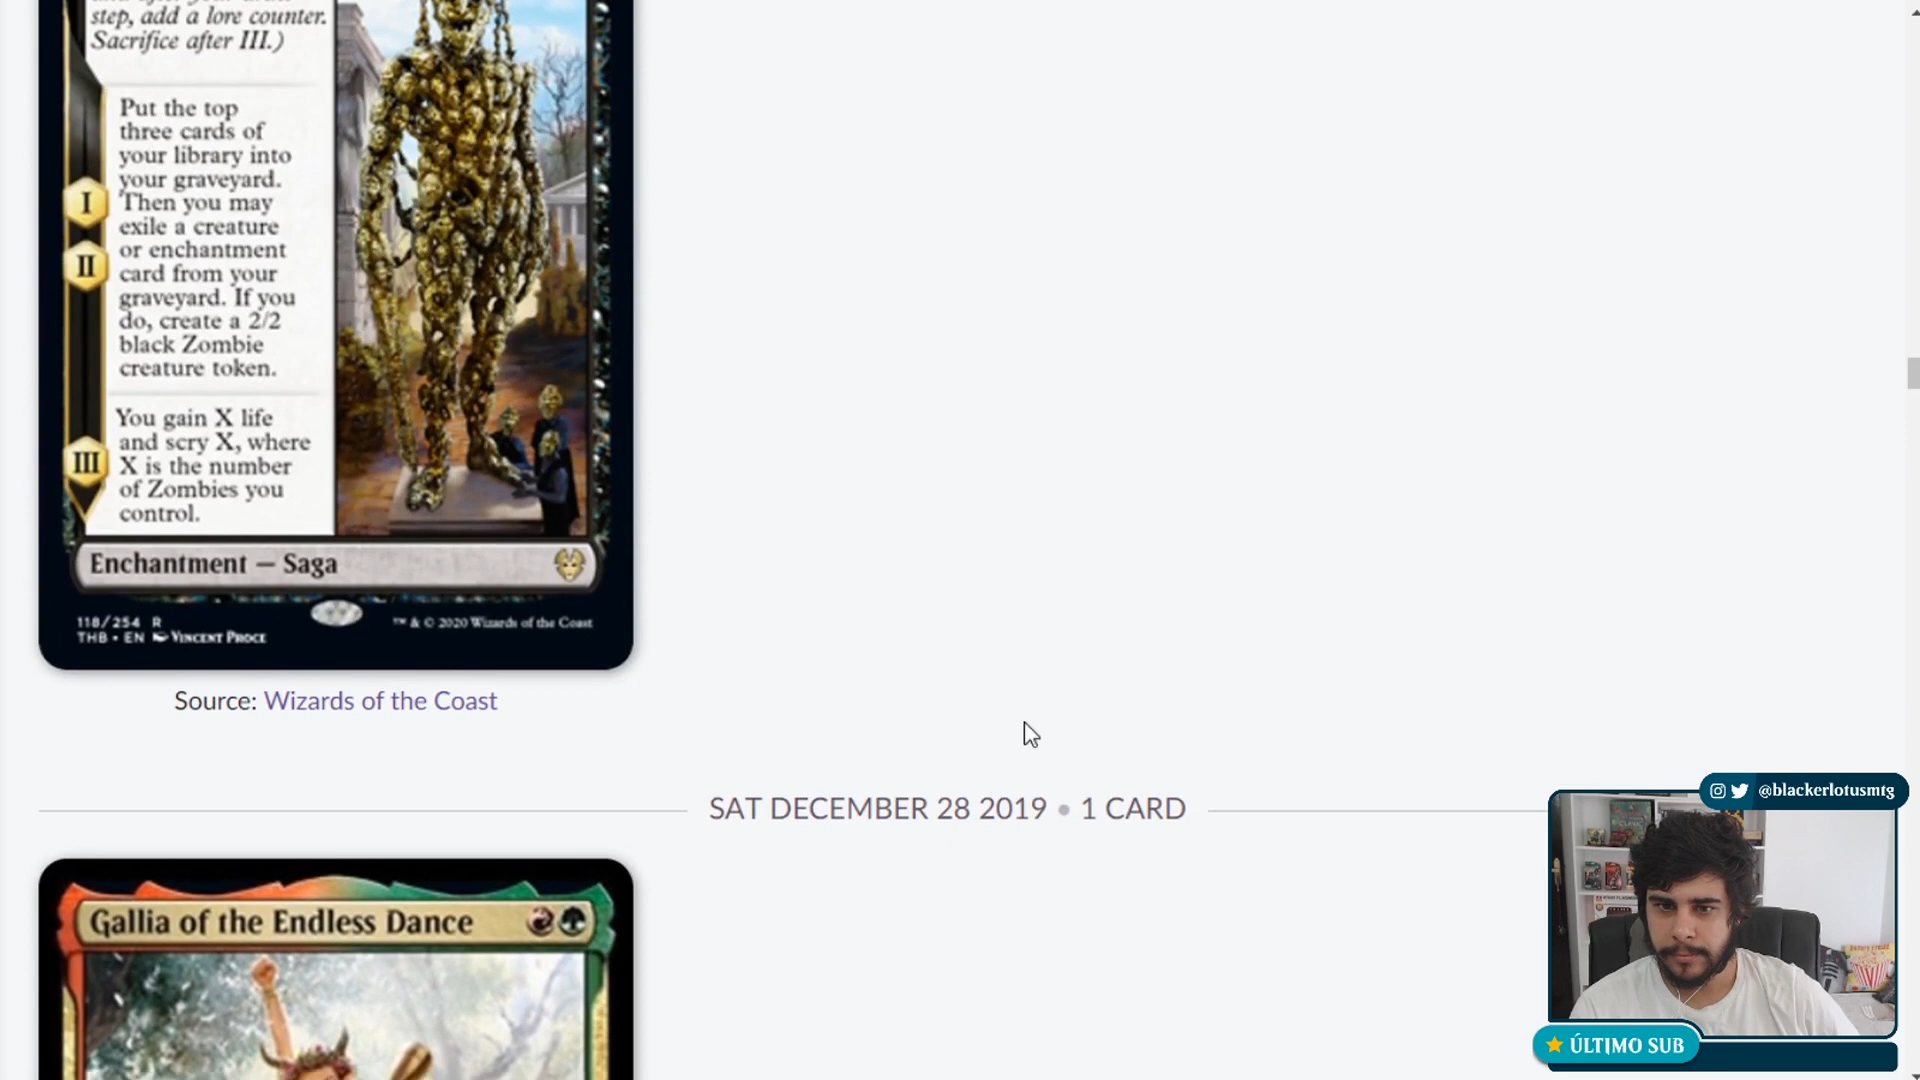 step, add a lore counter.
Sacrifice after III.)
Put the top
three cards of
your library into
your graveyard.
I
Then you may
exile a creature
or enchantment
II
card from your
graveyard. If you
do, create a 2/2
black Zombie
creature token.
You gain X life
and scry X, where
III
X is the number
of Zombies you
control.
Enchantment — Saga
118/254 R
THB • EN VINCENT PROCE
™ & © 2020 Wizards of the Coast
Source: Wizards of the Coast
SAT DECEMBER 28 2019 • 1 CARD
Gallia of the Endless Dance
@blackerlotusmtg
ÚLTIMO SUB